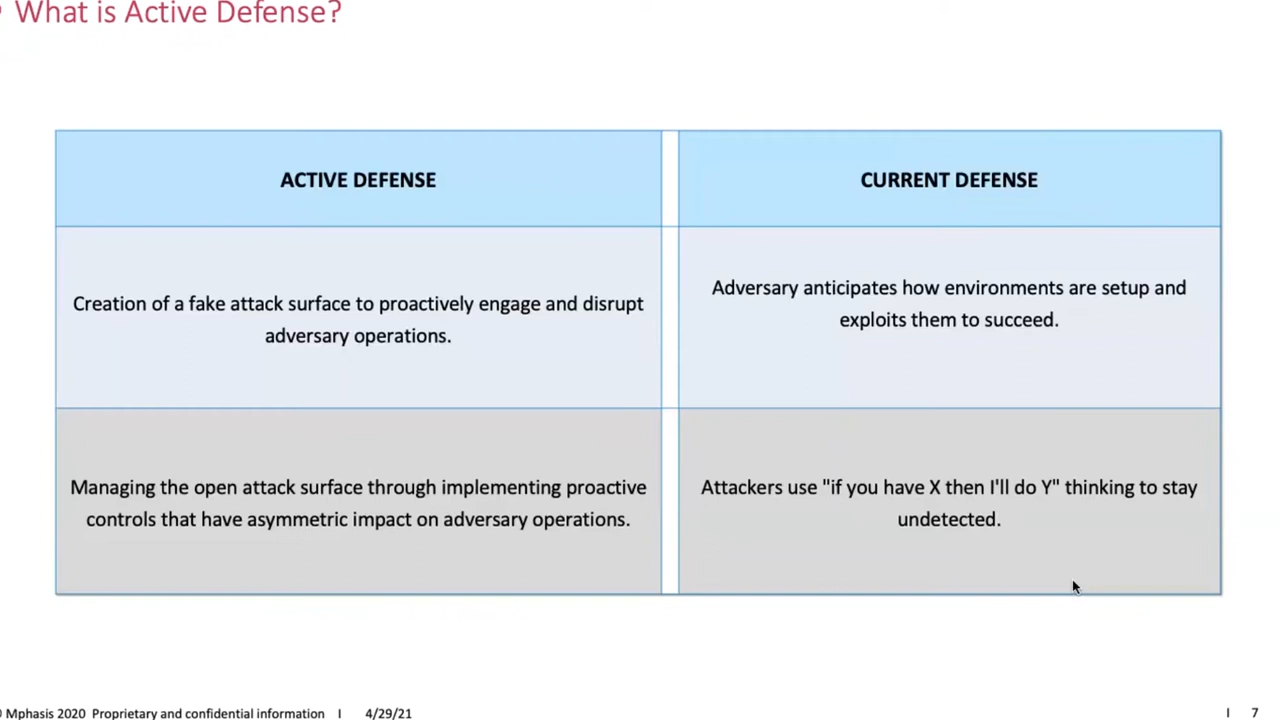 What is Active Defense?
ACTIVE DEFENSE
CURRENT DEFENSE
Creation of a fake attack surface to proactively engage and disrupt
adversary operations.
Adversary anticipates how environments are setup and
exploits them to succeed.
Managing the open attack surface through implementing proactive
controls that have asymmetric impact on adversary operations.
Attackers use "if you have X then I'll do Y" thinking to stay
undetected.
© Mphasis 2020 Proprietary and confidential information | 4/29/21
| 7